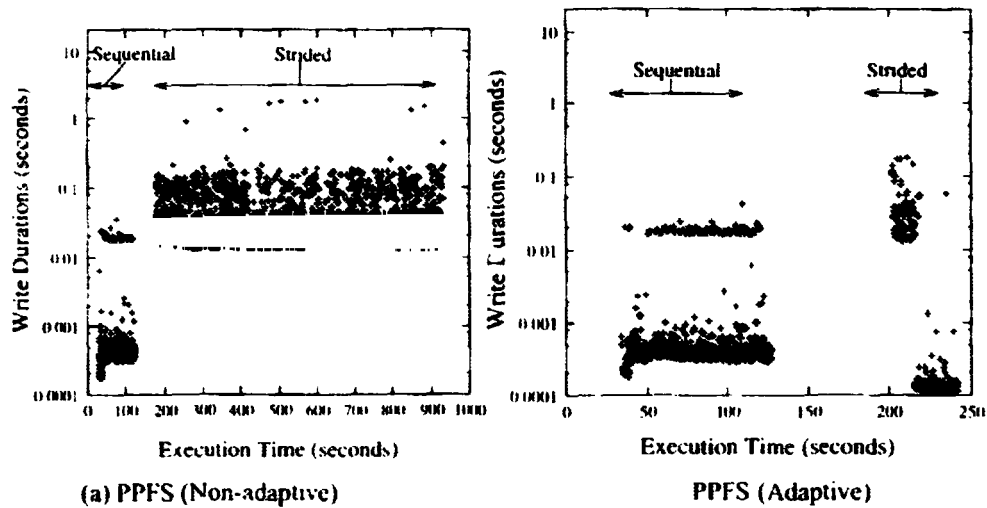 10
1
0.1
0.01
0.001
0.0001
Write Durations (seconds)
Sequential
Strided
0 100 200 300 400 500 600 700 800 900 1000
Execution Time (seconds)
(a) PPFS (Non-adaptive)
10
1
0.1
0.01
0.001
0.0001
Write Durations (seconds)
Sequential
Strided
0 50 100 150 200 250
Execution Time (seconds)
PPFS (Adaptive)